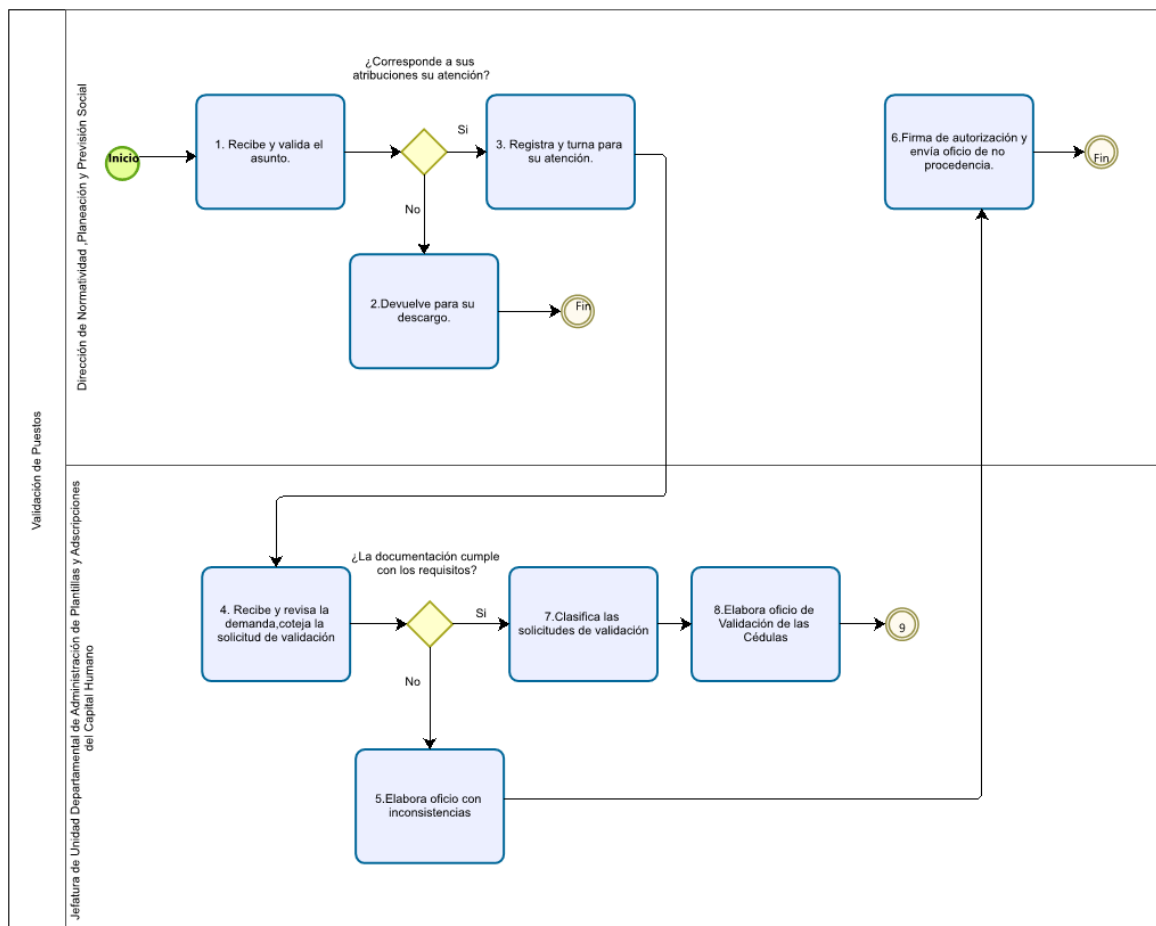 Validación de Puestos
Dirección de Normatividad ,Planeación y Previsión Social
¿Corresponde a sus
atribuciones su atención?
Inicio
1. Recibe y valida el
asunto.
Si
3. Registra y turna para
su atención.
6.Firma de autorización y
envía oficio de no
procedencia.
Fin
No
2.Devuelve para su
descargo.
Fin
Jefatura de Unidad Departamental de Administración de Plantillas y Adscripciones
del Capital Humano
¿La documentación cumple
con los requisitos?
4. Recibe y revisa la
demanda,coteja la
solicitud de validación
Si
7.Clasifica las
solicitudes de validación
8.Elabora oficio de
Validación de las
Cédulas
9
No
5.Elabora oficio con
inconsistencias